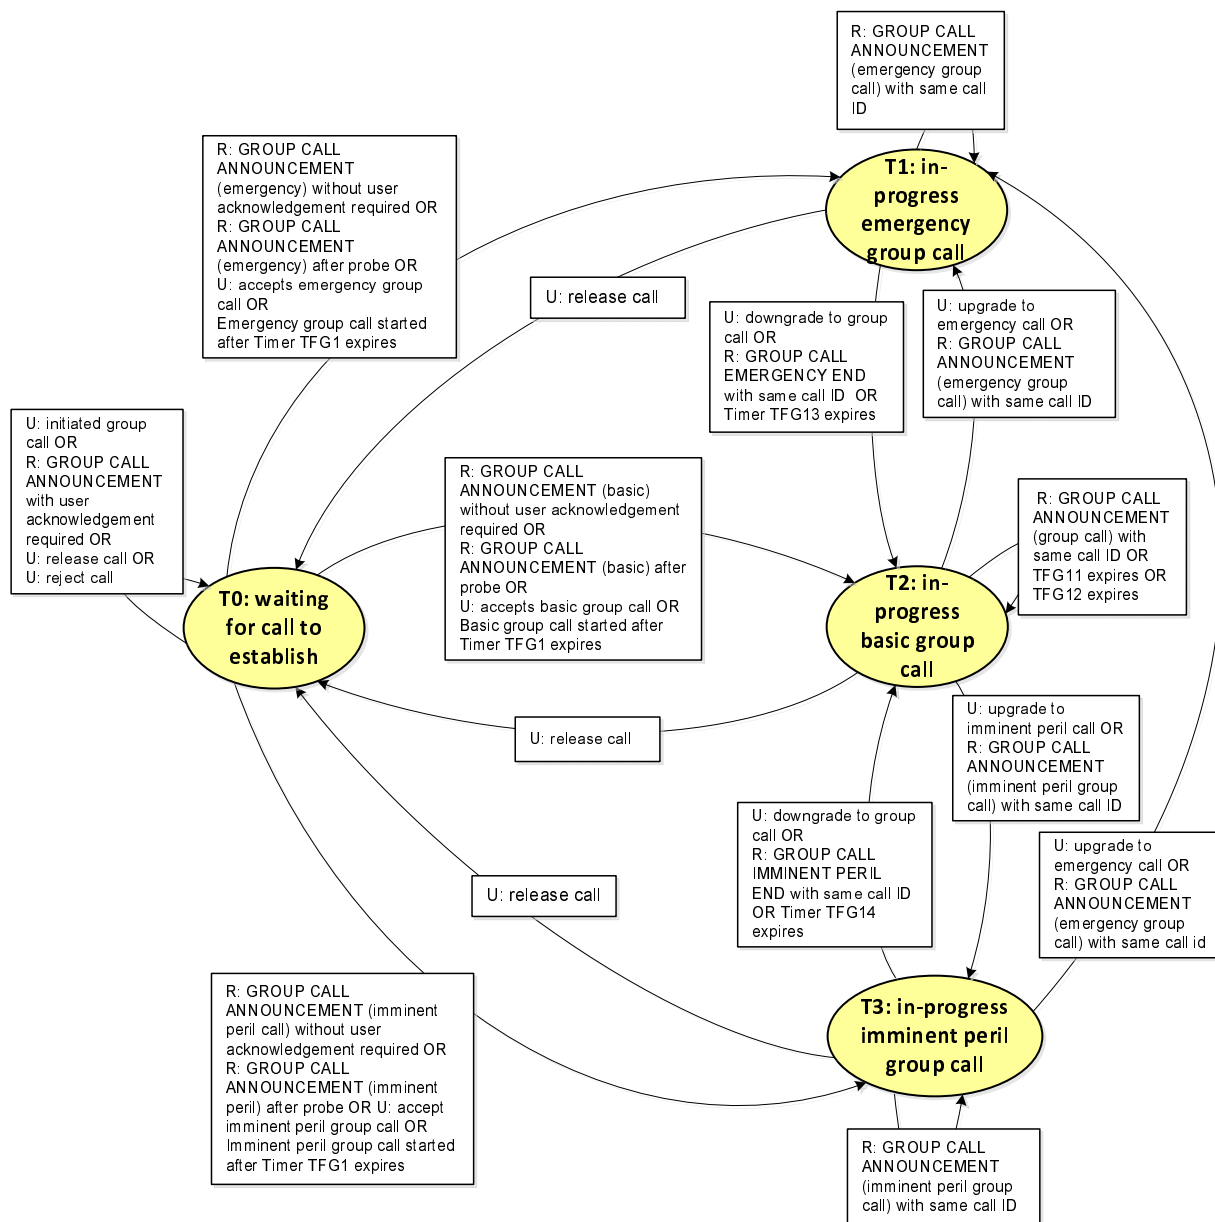 R: GROUP CALL
ANNOUNCEMENT
(emergency group
call) with same call
ID
R: GROUP CALL
ANNOUNCEMENT
(emergency) without user
acknowledgement required OR
R: GROUP CALL
ANNOUNCEMENT
(emergency) after probe OR
U: accepts emergency group
call OR
Emergency group call started
after Timer TFG1 expires
T1: in-
progress
emergency
group call
U: release call
U: downgrade to group
call OR
R: GROUP CALL
EMERGENCY END
with same call ID OR
Timer TFG13 expires
U: upgrade to
emergency call OR
R: GROUP CALL
ANNOUNCEMENT
(emergency group
call) with same call ID
U: initiated group
call OR
R: GROUP CALL
ANNOUNCEMENT
with user
acknowledgement
required OR
U: release call OR
U: reject call
R: GROUP CALL
ANNOUNCEMENT (basic)
without user acknowledgement
required OR
R: GROUP CALL
ANNOUNCEMENT (basic) after
probe OR
U: accepts basic group call OR
Basic group call started after
Timer TFG1 expires
R: GROUP CALL
ANNOUNCEMENT
(group call) with
same call ID OR
TFG11 expires OR
TFG12 expires
T0: waiting
for call to
establish
T2: in-
progress
basic group
call
U: release call
U: upgrade to
imminent peril call OR
R: GROUP CALL
ANNOUNCEMENT
(imminent peril group
call) with same call ID
U: downgrade to group
call OR
R: GROUP CALL
IMMINENT PERIL
END with same call ID
OR Timer TFG14
expires
U: upgrade to
emergency call OR
R: GROUP CALL
ANNOUNCEMENT
(emergency group
call) with same call id
U: release call
R: GROUP CALL
ANNOUNCEMENT (imminent
peril call) without user
acknowledgement required OR
R: GROUP CALL
ANNOUNCEMENT (imminent
peril) after probe OR U: accept
imminent peril group call OR
Imminent peril group call started
after Timer TFG1 expires
T3: in-progress
imminent peril
group call
R: GROUP CALL
ANNOUNCEMENT
(imminent peril group
call) with same call ID